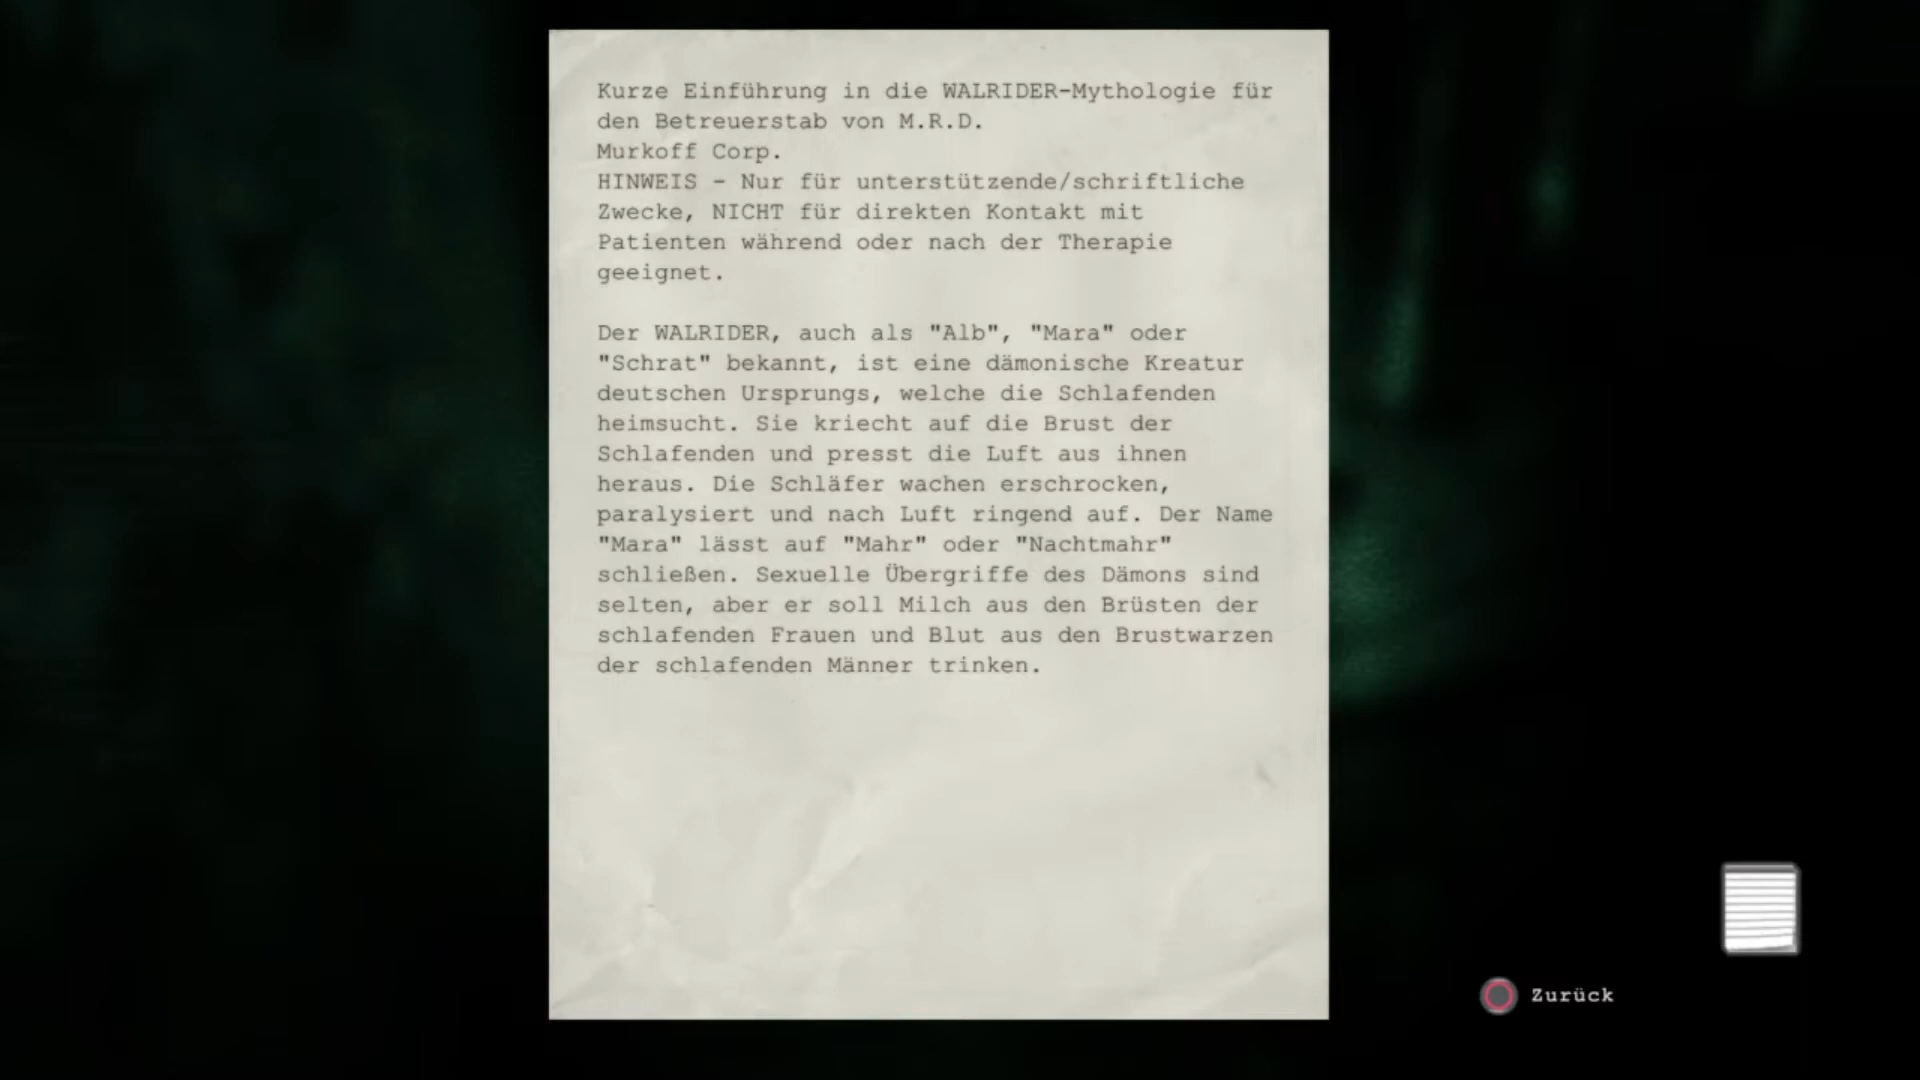 Kurze Einführung in die WALRIDER-Mythologie für
den Betreuerstab von M.R.D.
Murkoff Corp.
HINWEIS - Nur für unterstützende/schriftliche
Zwecke, NICHT für direkten Kontakt mit
Patienten während oder nach der Therapie
geeignet.
Der WALRIDER, auch als "Alb", "Mara" oder
"Schrat" bekannt, ist eine dämonische Kreatur
deutschen Ursprungs, welche die Schlafenden
heimsucht. Sie kriecht auf die Brust der
Schlafenden und presst die Luft aus ihnen
heraus. Die Schläfer wachen erschrocken,
paralysiert und nach Luft ringend auf. Der Name
"Mara" lässt auf "Mahr" oder "Nachtmahr"
schließen. Sexuelle Übergriffe des Dämons sind
selten, aber er soll Milch aus den Brüsten der
schlafenden Frauen und Blut aus den Brustwarzen
der schlafenden Männer trinken.
Zurück